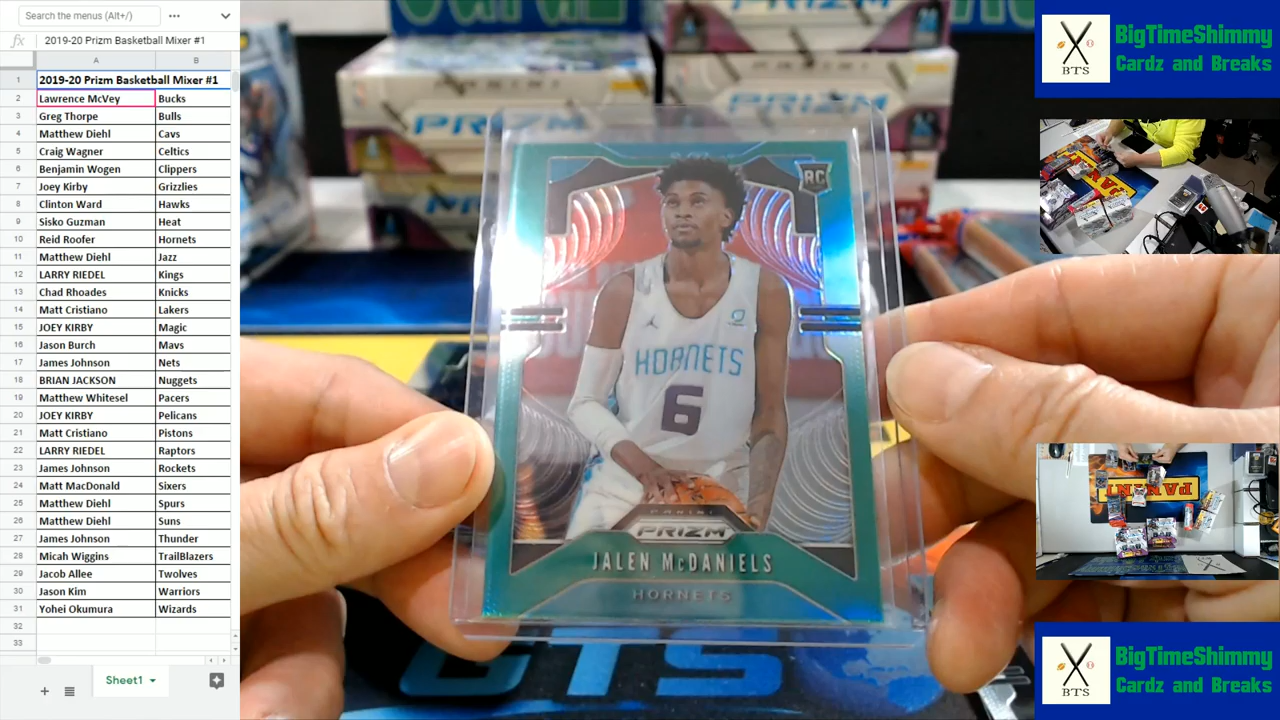 Search the menus (Alt+/)
fx 2019-20 Prizm Basketball Mixer #1
A B
1 2019-20 Prizm Basketball Mixer #1
2 Lawrence McVey Bucks
3 Greg Thorpe Bulls
4 Matthew Diehl Cavs
5 Craig Wagner Celtics
6 Benjamin Wogen Clippers
7 Joey Kirby Grizzlies
8 Clinton Ward Hawks
9 Sisko Guzman Heat
10 Reid Roofer Hornets
11 Matthew Diehl Jazz
12 LARRY RIEDEL Kings
13 Chad Rhoades Knicks
14 Matt Cristiano Lakers
15 JOEY KIRBY Magic
16 Jason Burch Mavs
17 James Johnson Nets
18 BRIAN JACKSON Nuggets
19 Matthew Whitesel Pacers
20 JOEY KIRBY Pelicans
21 Matt Cristiano Pistons
22 LARRY RIEDEL Raptors
23 James Johnson Rockets
24 Matt MacDonald Sixers
25 Matthew Diehl Spurs
26 Matthew Diehl Suns
27 James Johnson Thunder
28 Micah Wiggins TrailBlazers
29 Jacob Allee Twolves
30 Jason Kim Warriors
31 Yohei Okumura Wizards
32
33
Sheet1
PRIZM
PRIZM
RC
HORNETS
6
PANINI
PRIZM
JALEN McDANIELS
HORNETS
BTS
BTS
BigTimeShimmy
Cardz and Breaks
PANINI
BTS
BigTimeShimmy
Cardz and Breaks